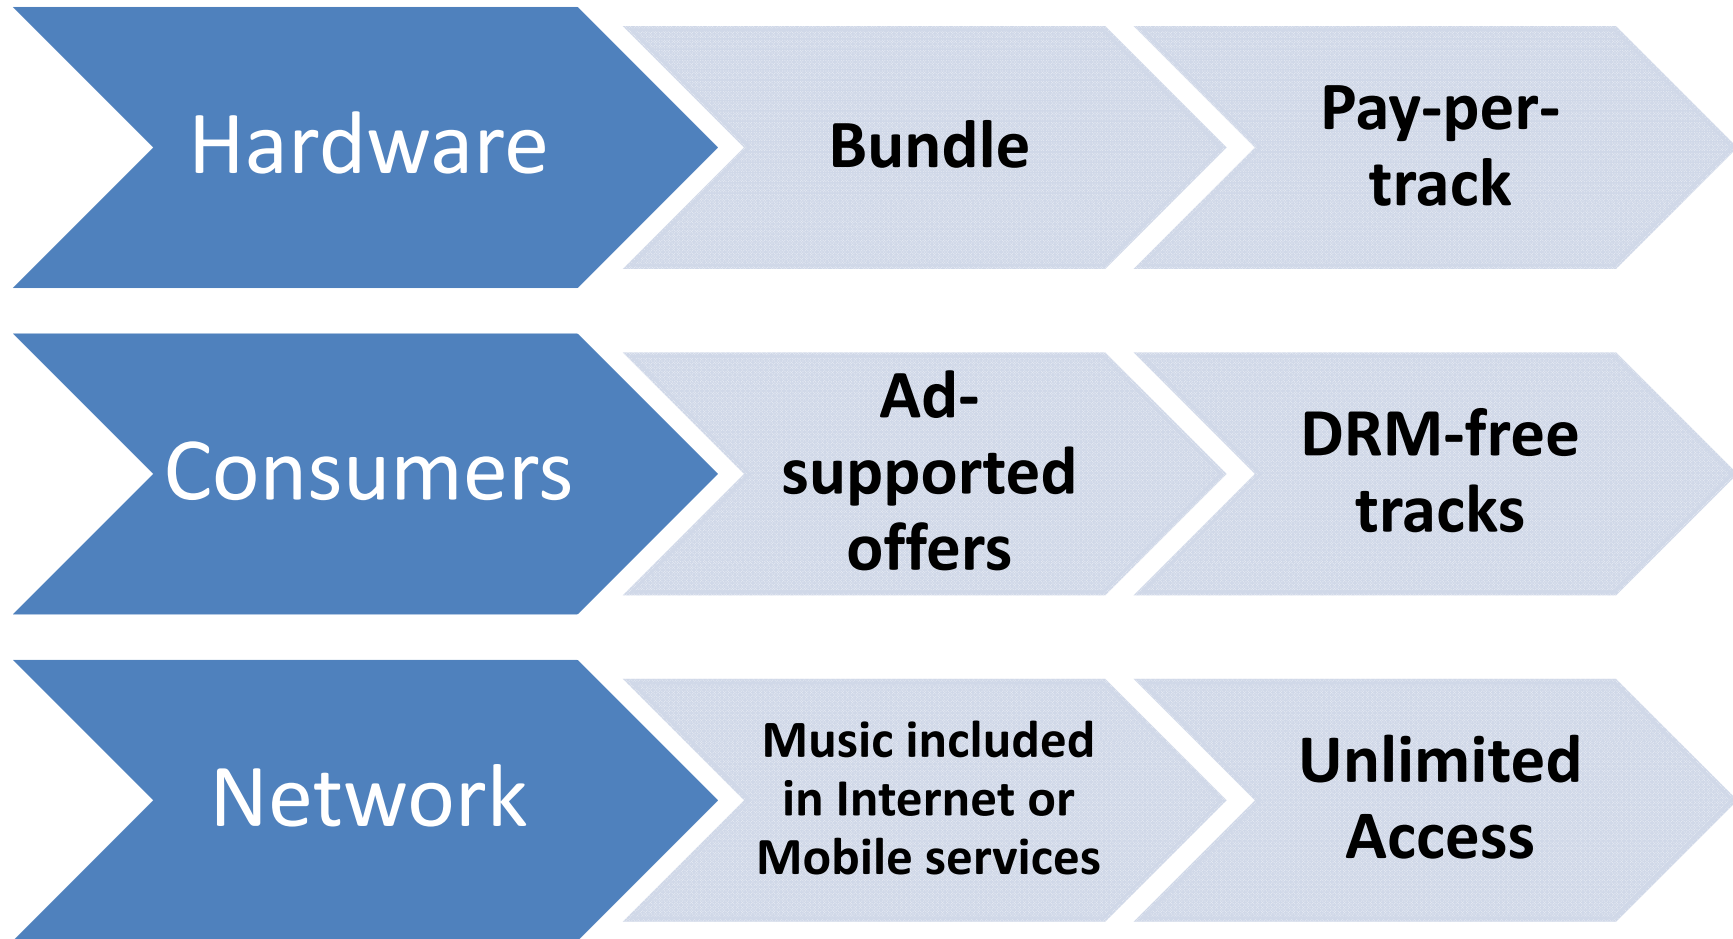 Hardware
Bundle
Pay-per-
track
Consumers
Ad-
supported
offers
DRM-free
tracks
Network
Music included
in Internet or
Mobile services
Unlimited
Access